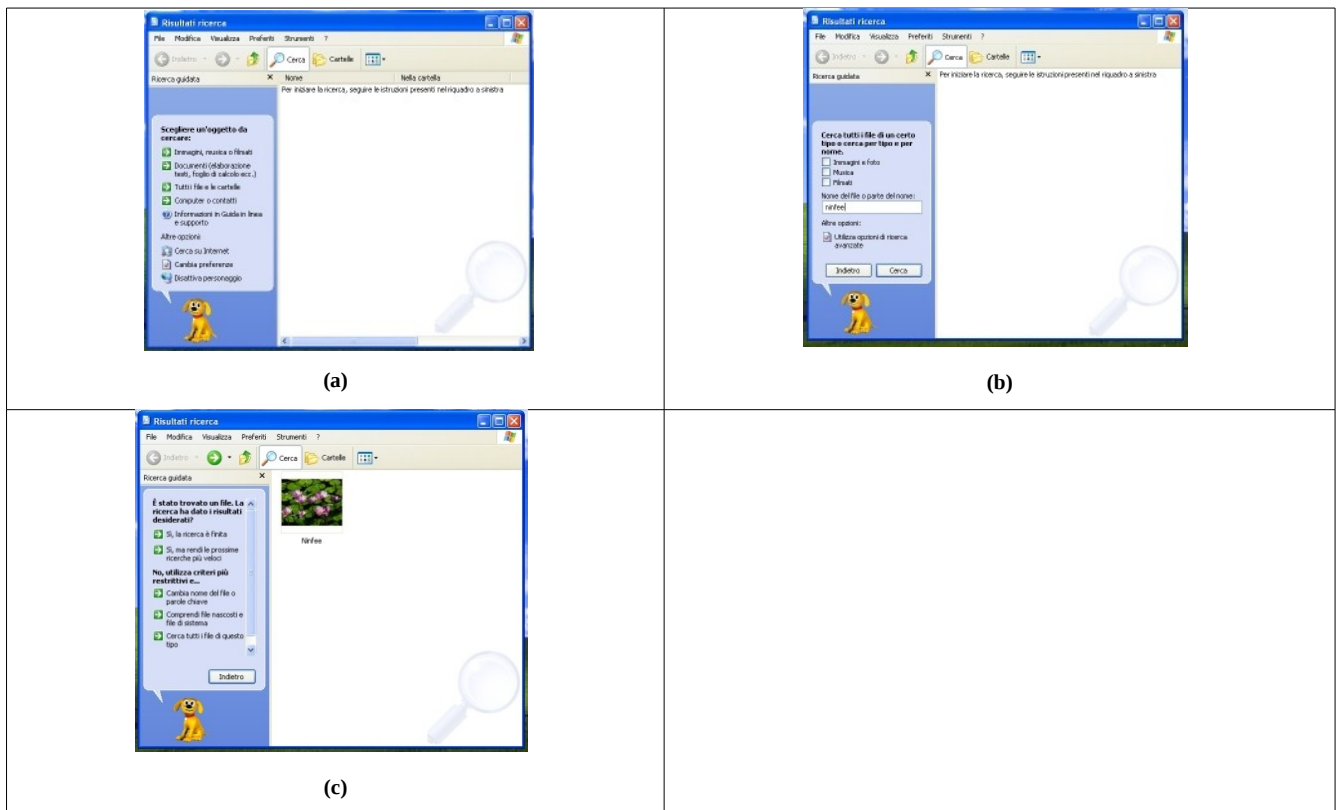 Risultati ricerca
File Modifica Visualizza Preferiti Strumenti ?
Indietro Cerca Cartelle
Ricerca guidata × Nome Nella cartella
Per iniziare la ricerca, seguire le istruzioni presenti nel riquadro a sinistra
Scegliere un'oggetto da
cercare:
Immagini, musica o filmati
Documenti (elaborazione
testi, foglio di calcolo ecc.)
Tutti i file e le cartelle
Computer o contatti
Informazioni in Guida in linea
e supporto
Altre opzioni
Cerca su Internet
Cambia preferenze
Disattiva personaggio
(a)
Risultati ricerca
File Modifica Visualizza Preferiti Strumenti ?
Indietro Cerca Cartelle
Ricerca guidata × Per iniziare la ricerca, seguire le istruzioni presenti nel riquadro a sinistra
Cerca tutti i file di un certo
tipo o cerca per tipo e per
nome.
Immagini e foto
Musica
Filmati
Nome del file o parte del nome:
ninfee
Altre opzioni:
Utilizza opzioni di ricerca
avanzate
Indietro Cerca
(b)
Risultati ricerca
File Modifica Visualizza Preferiti Strumenti ?
Indietro Cerca Cartelle
Ricerca guidata ×
È stato trovato un file. La
ricerca ha dato i risultati
desiderati?
Sì, la ricerca è finita
Sì, ma rendi le prossime
ricerche più veloci
No, utilizza criteri più
restrittivi e...
Cambia nome del file o
parole chiave
Comprendi file nascosti e
file di sistema
Cerca tutti i file di questo
tipo
Indietro
Ninfee
(c)